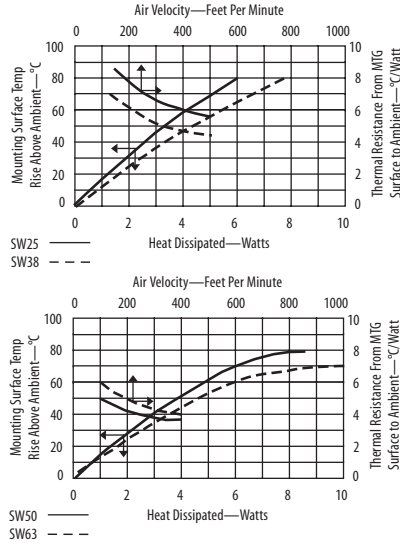 Air Velocity—Feet Per Minute
0 200 400 600 800 1000
100 80 60 40 20 0
Mounting Surface Temp
Rise Above Ambient—°C
10 8 6 4 2 0
Thermal Resistance From MTG
Surface to Ambient—°C/Watt
0 2 4 6 8 10
Heat Dissipated—Watts
SW25
SW38
Air Velocity—Feet Per Minute
0 200 400 600 800 1000
100 80 60 40 20 0
Mounting Surface Temp
Rise Above Ambient—°C
10 8 6 4 2 0
Thermal Resistance From MTG
Surface to Ambient—°C/Watt
0 2 4 6 8 10
Heat Dissipated—Watts
SW50
SW63